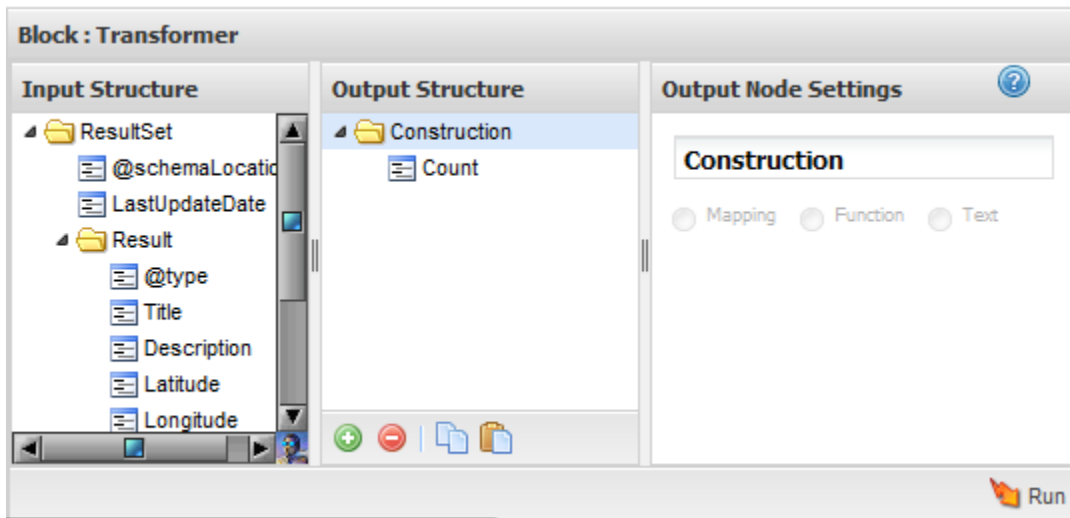 Block : Transformer
Input Structure
ResultSet
@schemaLocatio
LastUpdateDate
Result
@type
Title
Description
Latitude
Longitude
Output Structure
Construction
Count
Output Node Settings
?
Construction
Mapping Function Text
Run